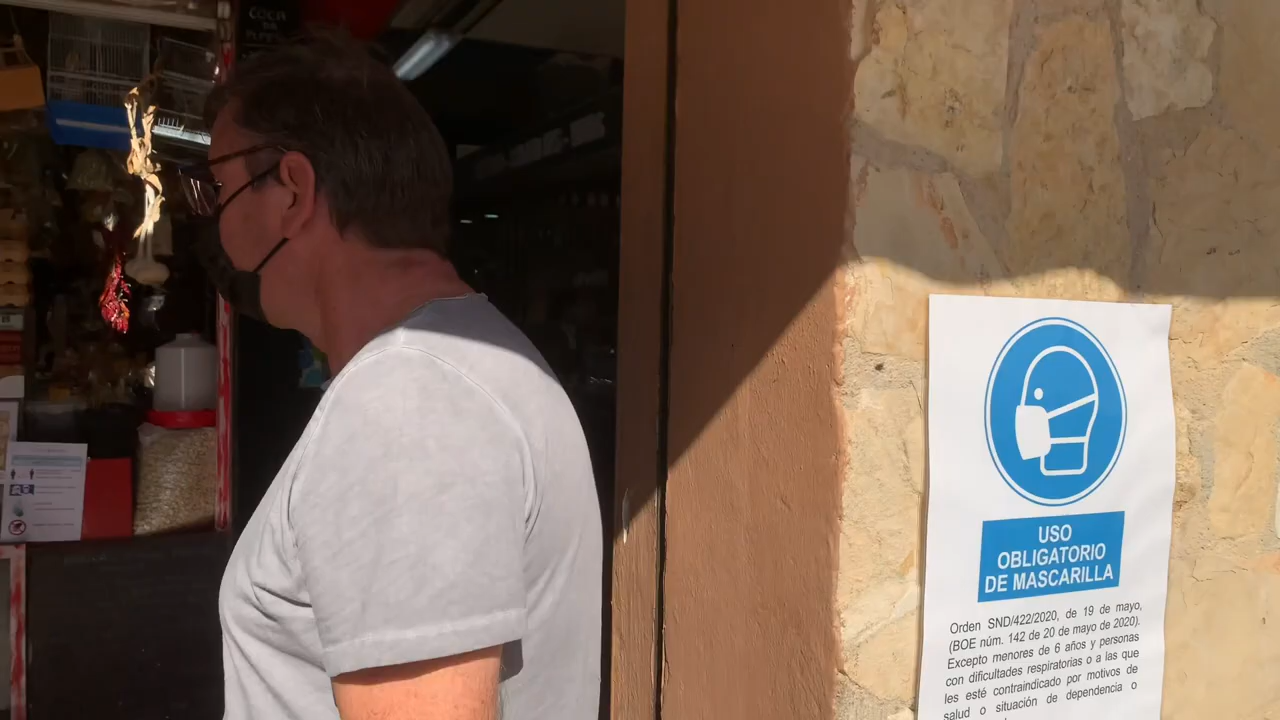 COCA
DE
USO
OBLIGATORIO
DE MASCARILLA
Orden SND/422/2020, de 19 de mayo,
(BOE núm. 142 de 20 de mayo de 2020).
Excepto menores de 6 años y personas
con dificultades respiratorias o a las que
les esté contraindicado por motivos de
salud o situación de dependencia o